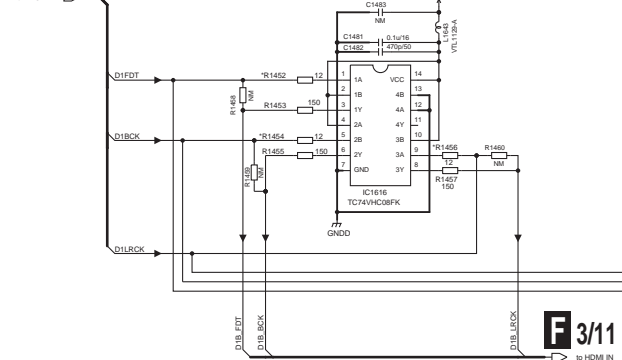 C1483
NM
C1481 0.1u/16
C1482 470p/50
L1643
VTL1129-A
D1FDT
*R1452 12
R1468
NM
R1453 150
D1BCK
*R1454 12
R1455 150
R1459
NM
1 1A VCC 14
2 1B 4B 13
3 1Y 4A 12
4 2A 4Y 11
5 2B 3B 10
6 2Y 3A 9
7 GND 3Y 8
*R1456
12
R1460
NM
R1457
150
IC1616
TC74VHC08FK
GNDD
D1LRCK
D1B_FDT
D1B_BCK
D1B_LRCK
F 3/11
to HDMI IN